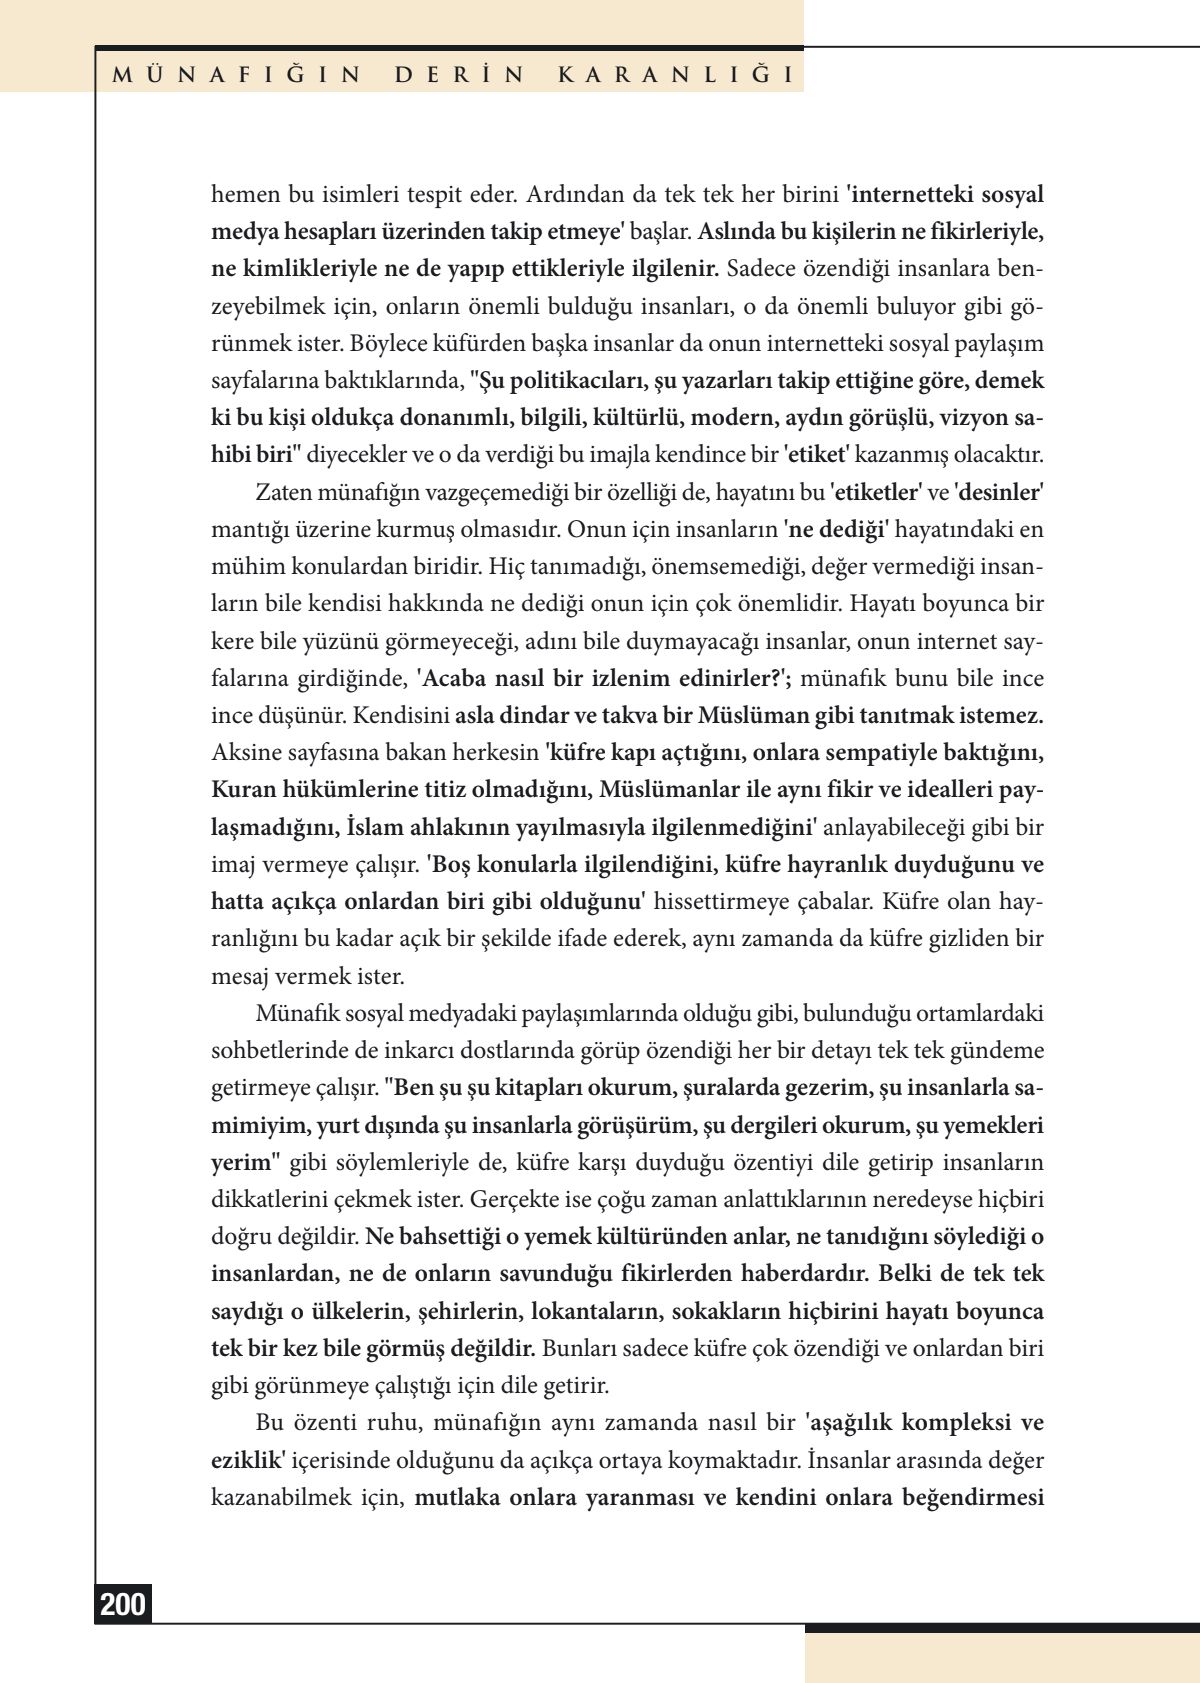 MÜNAFIĞIN DERİN KARANLIĞI
hemen bu isimleri tespit eder. Ardından da tek tek her birini 'internetteki sosyal
medya hesapları üzerinden takip etmeye' başlar. Aslında bu kişilerin ne fikirleriyle,
ne kimlikleriyle ne de yapıp ettikleriyle ilgilenir. Sadece özendiği insanlara ben-
zeyebilmek için, onların önemli bulduğu insanları, o da önemli buluyor gibi gö-
rünmek ister. Böylece küfürden başka insanlar da onun internetteki sosyal paylaşım
sayfalarına baktıklarında, "Şu politikacıları, şu yazarları takip ettiğine göre, demek
ki bu kişi oldukça donanımlı, bilgili, kültürlü, modern, aydın görüşlü, vizyon sa-
hibi biri" diyecekler ve o da verdiği bu imajla kendince bir 'etiket' kazanmış olacaktır.
Zaten münafığın vazgeçemediği bir özelliği de, hayatını bu 'etiketler' ve 'desinler'
mantığı üzerine kurmuş olmasıdır. Onun için insanların 'ne dediği' hayatındaki en
mühim konulardan biridir. Hiç tanımadığı, önemsemediği, değer vermediği insan-
ların bile kendisi hakkında ne dediği onun için çok önemlidir. Hayatı boyunca bir
kere bile yüzünü görmeyeceği, adını bile duymayacağı insanlar, onun internet say-
falarına girdiğinde, 'Acaba nasıl bir izlenim edinirler?'; münafık bunu bile ince
ince düşünür. Kendisini asla dindar ve takva bir Müslüman gibi tanıtmak istemez.
Aksine sayfasına bakan herkesin 'küfre kapı açtığını, onlara sempatiyle baktığını,
Kuran hükümlerine titiz olmadığını, Müslümanlar ile aynı fikir ve idealleri pay-
laşmadığını, İslam ahlakının yayılmasıyla ilgilenmediğini' anlayabileceği gibi bir
imaj vermeye çalışır. 'Boş konularla ilgilendiğini, küfre hayranlık duyduğunu ve
hatta açıkça onlardan biri gibi olduğunu' hissettirmeye çabalar. Küfre olan hay-
ranlığını bu kadar açık bir şekilde ifade ederek, aynı zamanda da küfre gizliden bir
mesaj vermek ister.
Münafık sosyal medyadaki paylaşımlarında olduğu gibi, bulunduğu ortamlardaki
sohbetlerinde de inkarcı dostlarında görüp özendiği her bir detayı tek tek gündeme
getirmeye çalışır. "Ben şu şu kitapları okurum, şuralarda gezerim, şu insanlarla sa-
mimiyim, yurt dışında şu insanlarla görüşürüm, şu dergileri okurum, şu yemekleri
yerim" gibi söylemleriyle de, küfre karşı duyduğu özentiyi dile getirip insanların
dikkatlerini çekmek ister. Gerçekte ise çoğu zaman anlattıklarının neredeyse hiçbiri
doğru değildir. Ne bahsettiği o yemek kültüründen anlar, ne tanıdığını söylediği o
insanlardan, ne de onların savunduğu fikirlerden haberdardır. Belki de tek tek
saydığı o ülkelerin, şehirlerin, lokantaların, sokakların hiçbirini hayatı boyunca
tek bir kez bile görmüş değildir. Bunları sadece küfre çok özendiği ve onlardan biri
gibi görünmeye çalıştığı için dile getirir.
Bu özenti ruhu, münafığın aynı zamanda nasıl bir 'aşağılık kompleksi ve
eziklik' içerisinde olduğunu da açıkça ortaya koymaktadır. İnsanlar arasında değer
kazanabilmek için, mutlaka onlara yaranması ve kendini onlara beğendirmesi
200